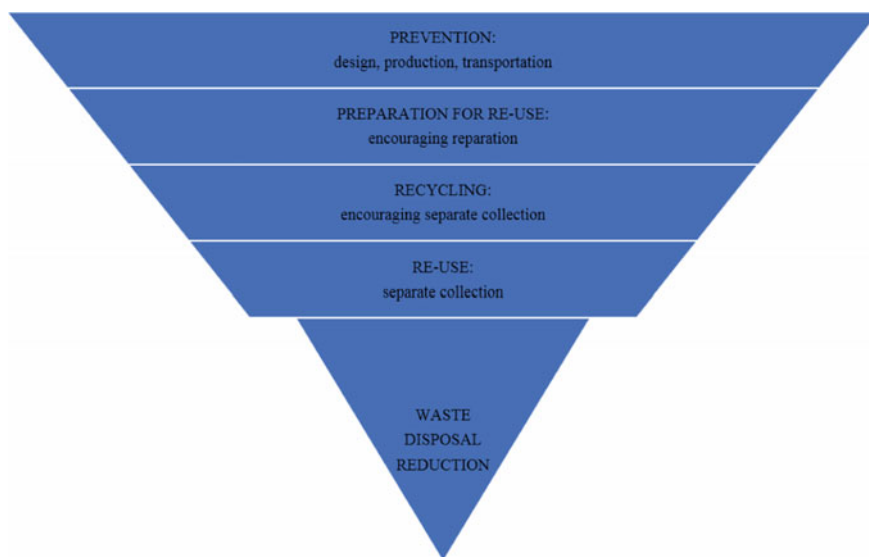 PREVENTION:
design, production, transportation
PREPARATION FOR RE-USE:
encouraging reparation
RECYCLING:
encouraging separate collection
RE-USE:
separate collection
WASTE
DISPOSAL
REDUCTION